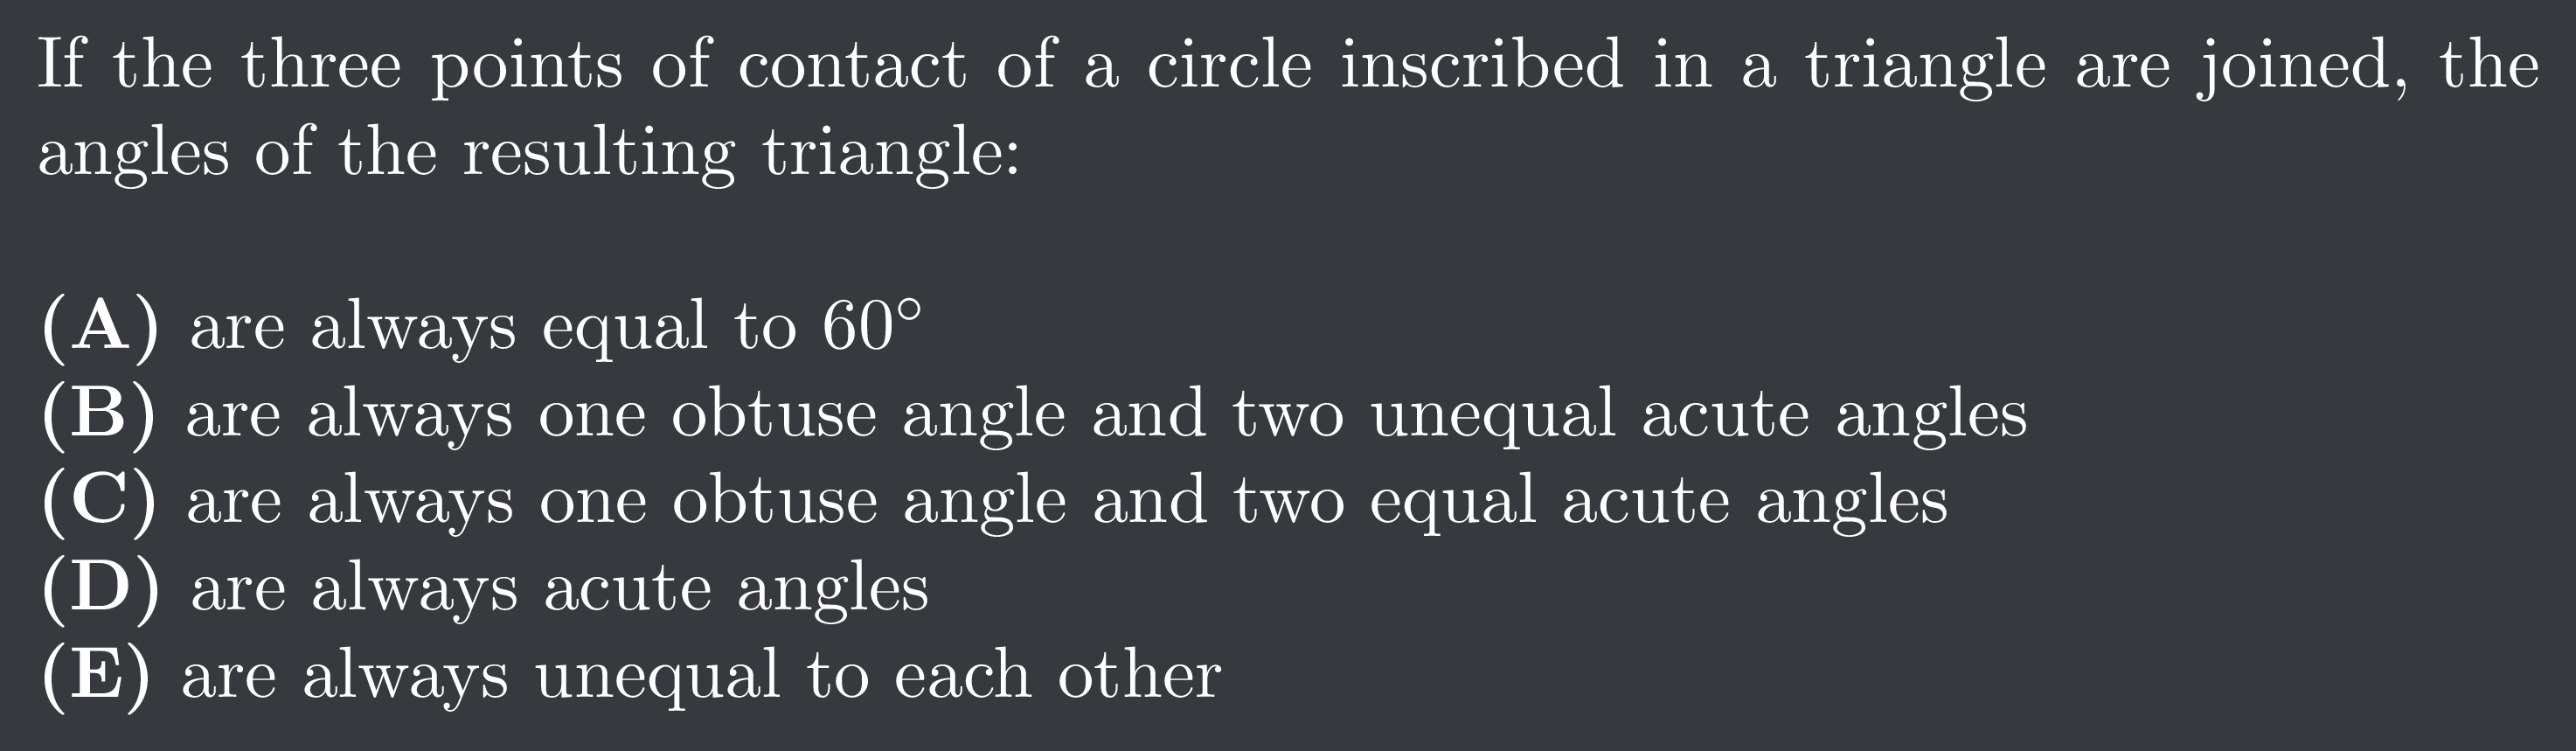 If the three points of contact of a circle inscribed in a triangle are joined, the
angles of the resulting triangle:
(A) are always equal to 60°
(B) are always one obtuse angle and two unequal acute angles
(C) are always one obtuse angle and two equal acute angles
(D) are always acute angles
(E) are always unequal to each other